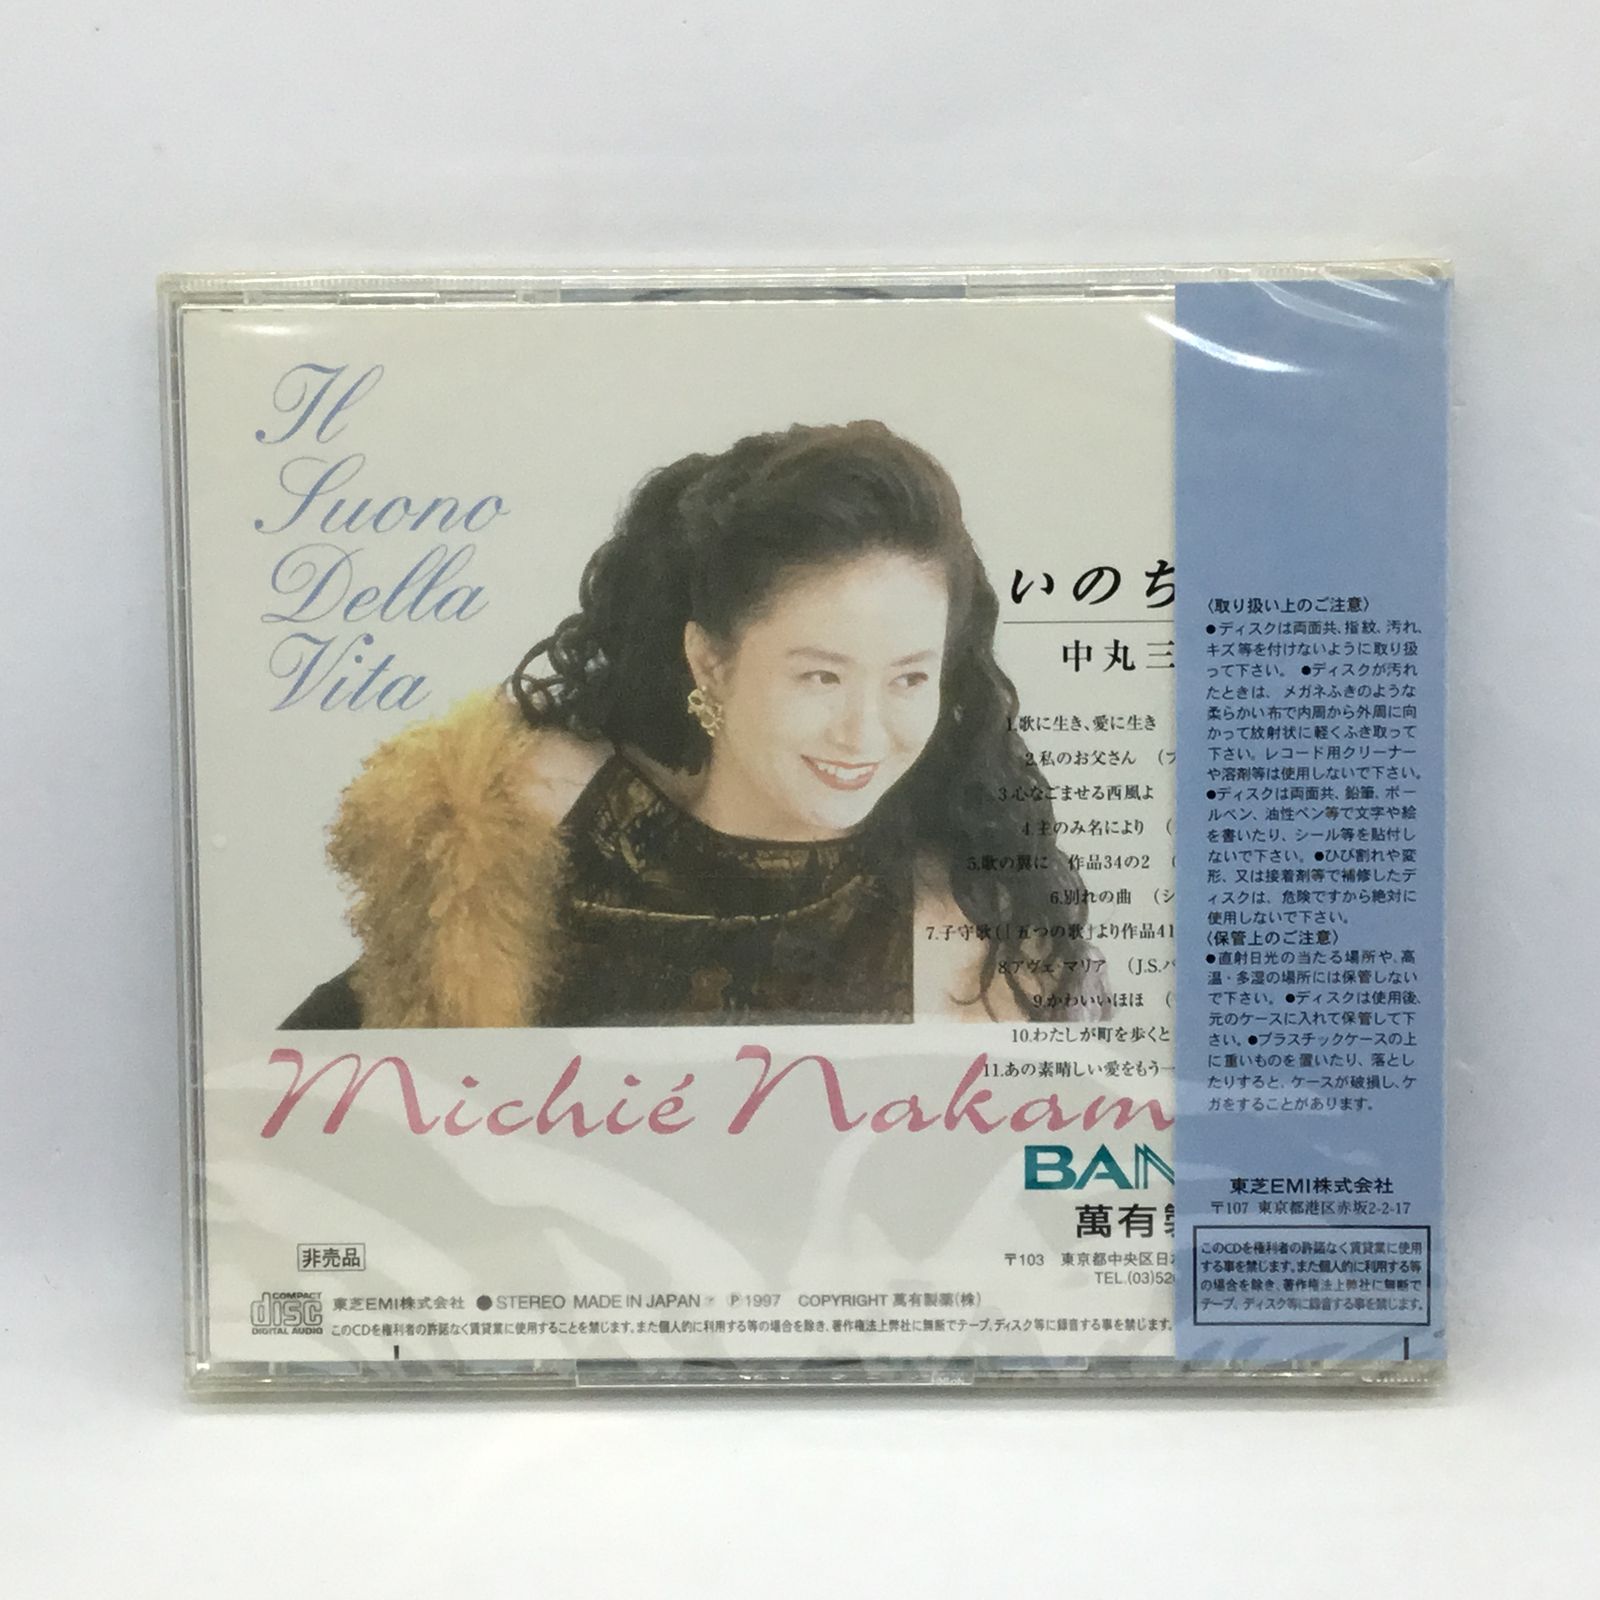 Il
Suono
Della
Vita
いのち
中丸三
1.歌に生き、愛に生き
2.私のお父さん （プ
3.心なごませる西風よ
4.主のみ名により （
5.歌の翼に 作品34の2 （
6.別れの曲 （シ
7.子守歌(「五つの歌」より作品41
8.アヴェ・マリア （J.S.バ
9.かわいいほほ （
10.わたしが町を歩くと
11.あの素晴しい愛をもう一
Michié Nakam
BAN
萬有製
〒103 東京都中央区日本
TEL.(03)52
非売品
COMPACT
disc
DIGITAL AUDIO
東芝EMI株式会社 ●STEREO MADE IN JAPAN Ⓟ1997 COPYRIGHT 萬有製薬(株)
このCDを権利者の許諾なく賃貸業に使用することを禁じます。また個人的に利用する等の場合を除き、著作権法上弊社に無断でテープ、ディスク等に録音する事を禁じます。
〈取り扱い上のご注意〉
●ディスクは両面共、指紋、汚れ、
キズ等を付けないように取り扱
って下さい。 ●ディスクが汚れ
たときは、メガネふきのような
柔らかい布で内周から外周に向
かって放射状に軽くふき取って
下さい。レコード用クリーナー
や溶剤等は使用しないで下さい。
●ディスクは両面共、鉛筆、ボー
ルペン、油性ペン等で文字や絵
を書いたり、シール等を貼付し
ないで下さい。●ひび割れや変
形、又は接着剤等で補修したデ
ィスクは、危険ですから絶対に
使用しないで下さい。
〈保管上のご注意〉
●直射日光の当たる場所や、高
温・多湿の場所には保管しない
で下さい。●ディスクは使用後、
元のケースに入れて保管して下
さい。●プラスチックケースの上
に重いものを置いたり、落とし
たりすると、ケースが破損し、ケ
ガをすることがあります。
東芝EMI株式会社
〒107 東京都港区赤坂2-2-17
このCDを権利者の許諾なく賃貸業に使用
する事を禁じます。また個人的に利用する等
の場合を除き、著作権法上弊社に無断で
テープ、ディスク等に録音する事を禁じます。